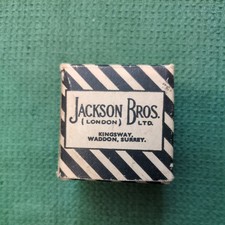 JACKSON BROS.
(LONDON) LTD.
KINGSWAY,
WADDON, SURREY.